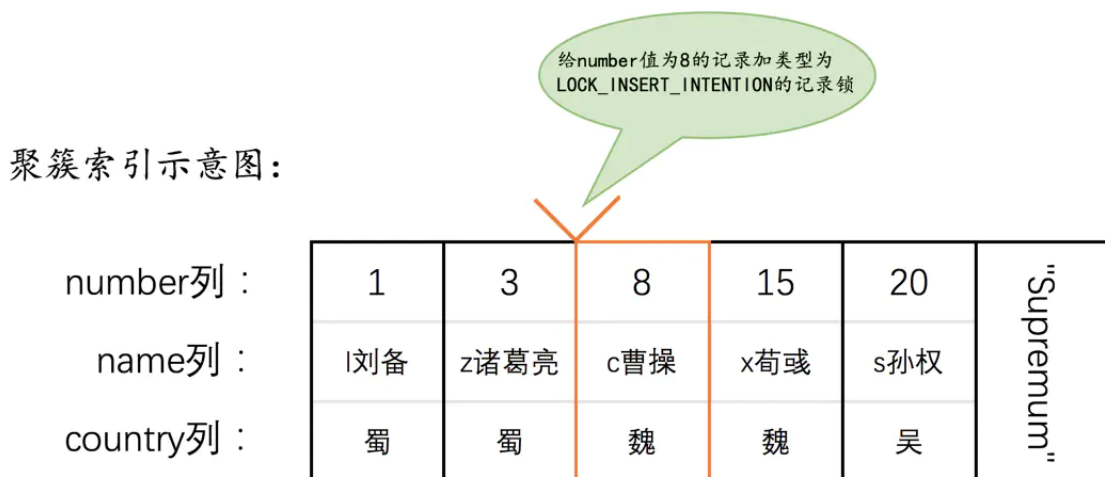 给number值为8的记录加类型为
LOCK_INSERT_INTENTION的记录锁
聚簇索引示意图：
number列： 1 3 8 15 20 "Supremum"
name列： l刘备 z诸葛亮 c曹操 x荀彧 s孙权
country列： 蜀 蜀 魏 魏 吴